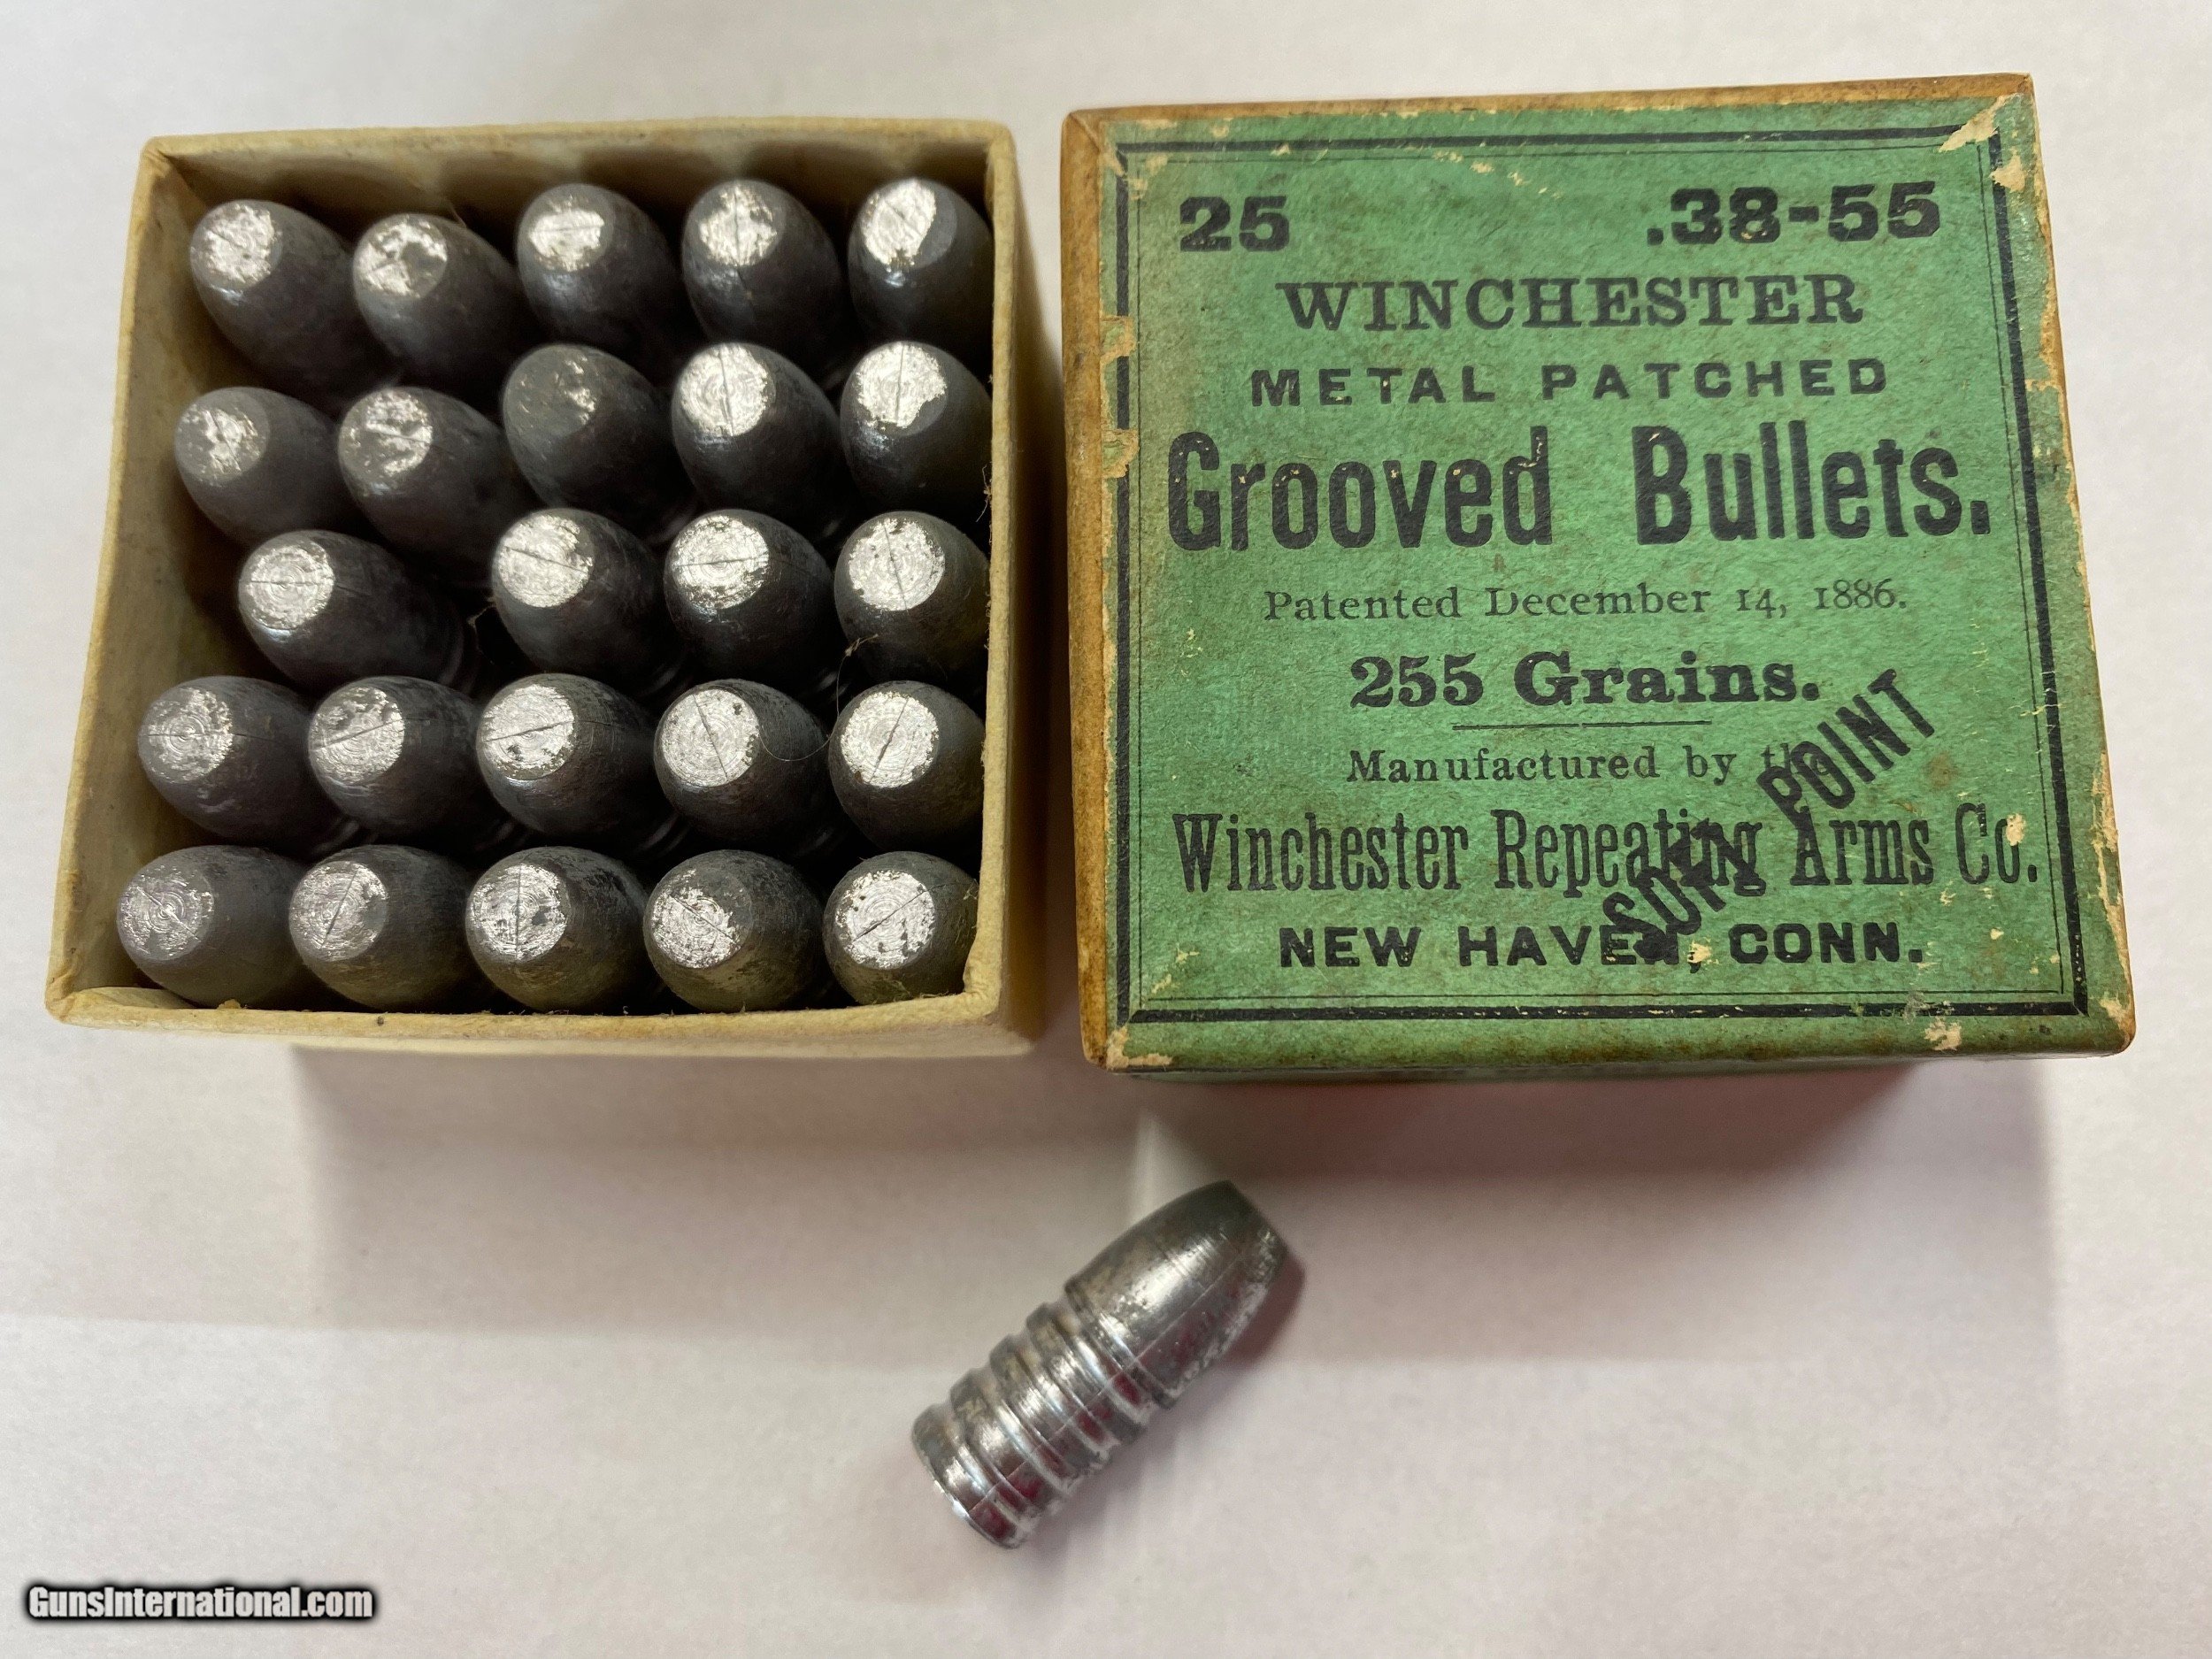 25 .38-55
WINCHESTER
METAL PATCHED
Grooved Bullets.
Patented December 14, 1886.
255 Grains.
Manufactured by the
Winchester Repeating Arms Co.
NEW HAVEN, CONN.
SOFT POINT
GunsInternational.com